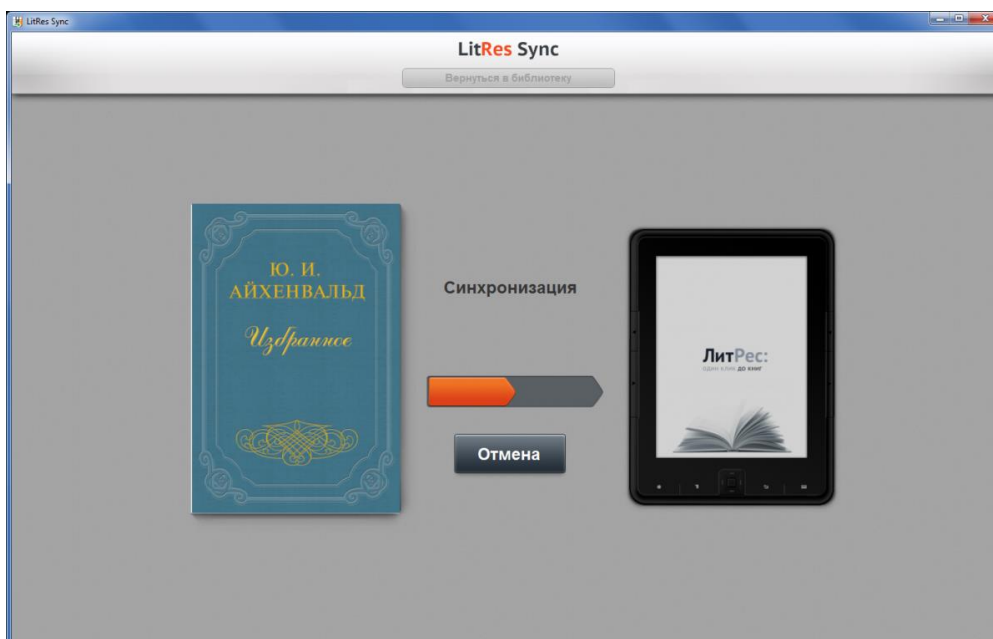 LitRes Sync
LitRes Sync
Вернуться в библиотеку
Ю. И.
АЙХЕНВАЛЬД
Избранное
Синхронизация
Отмена
ЛитРес:
один клик до книг